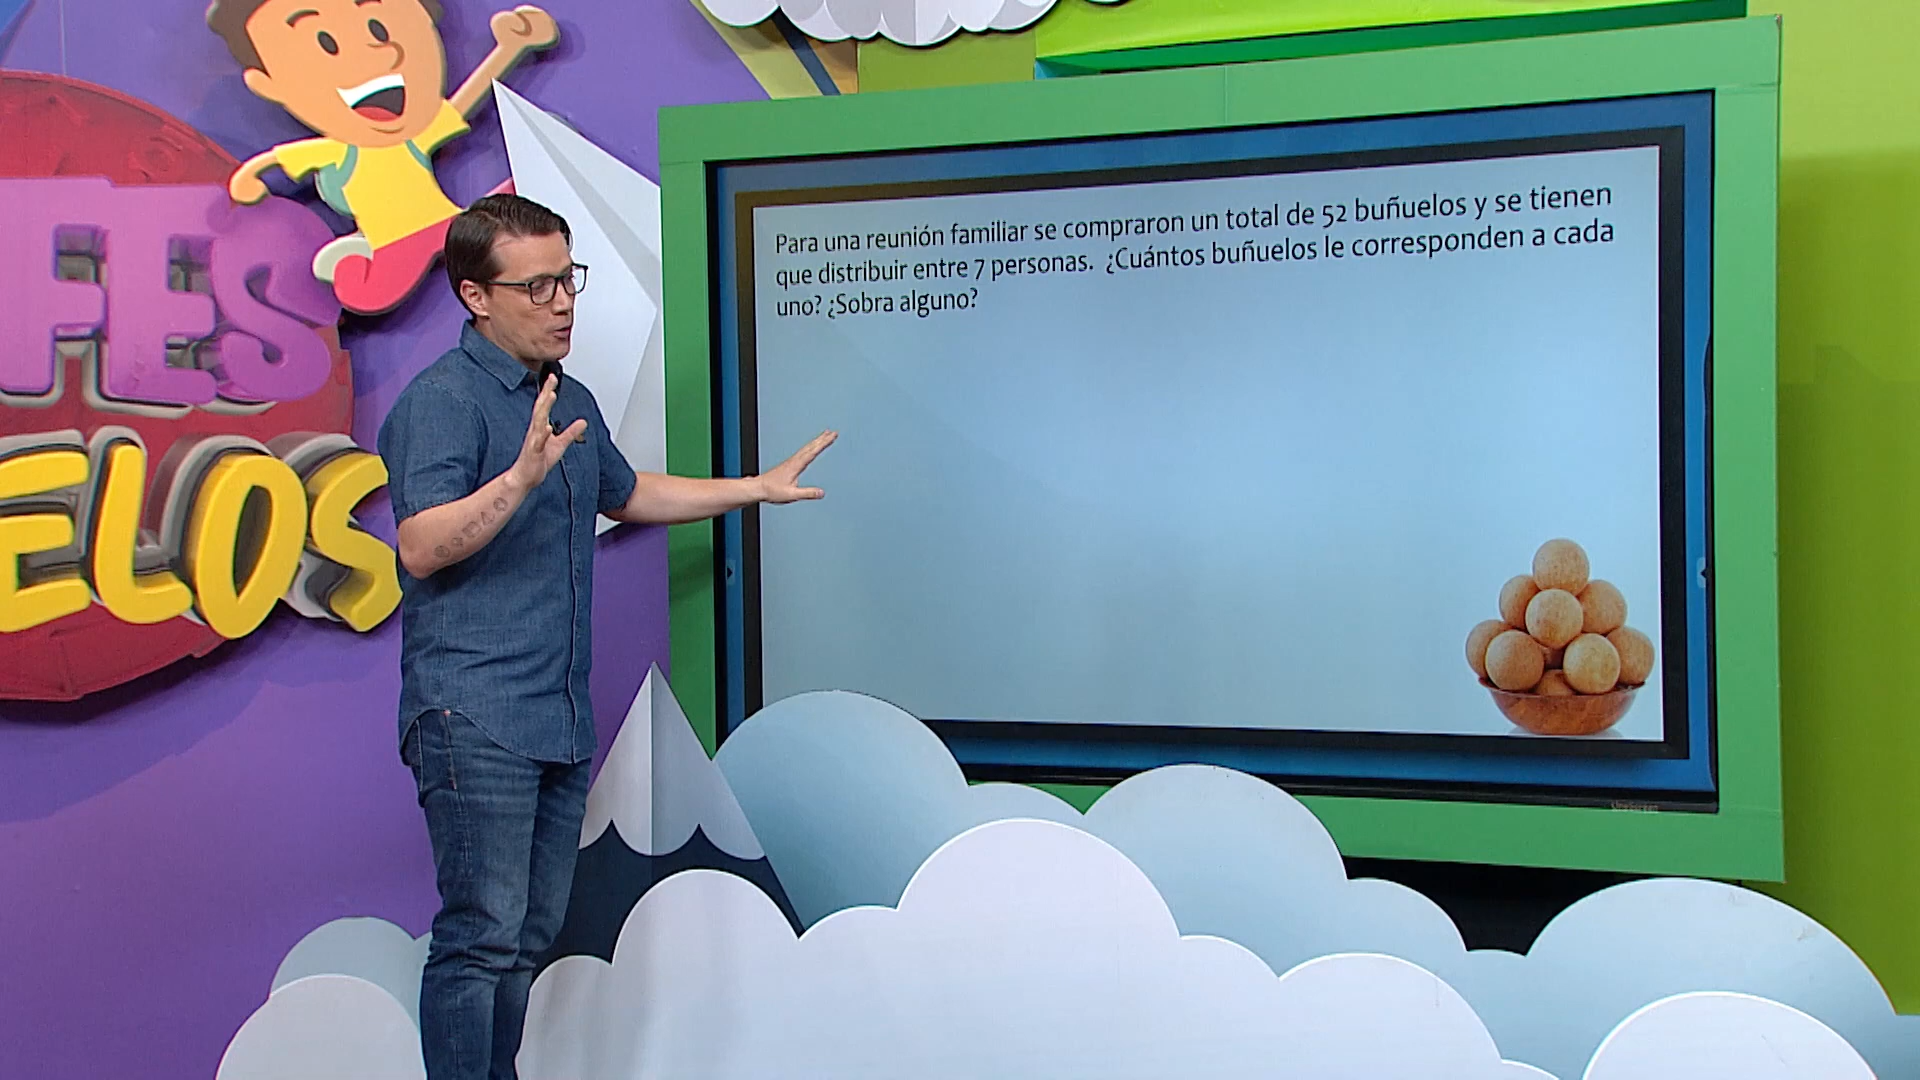 FES
ELOS
Para una reunión familiar se compraron un total de 52 buñuelos y se tienen
que distribuir entre 7 personas. ¿Cuántos buñuelos le corresponden a cada
uno? ¿Sobra alguno?